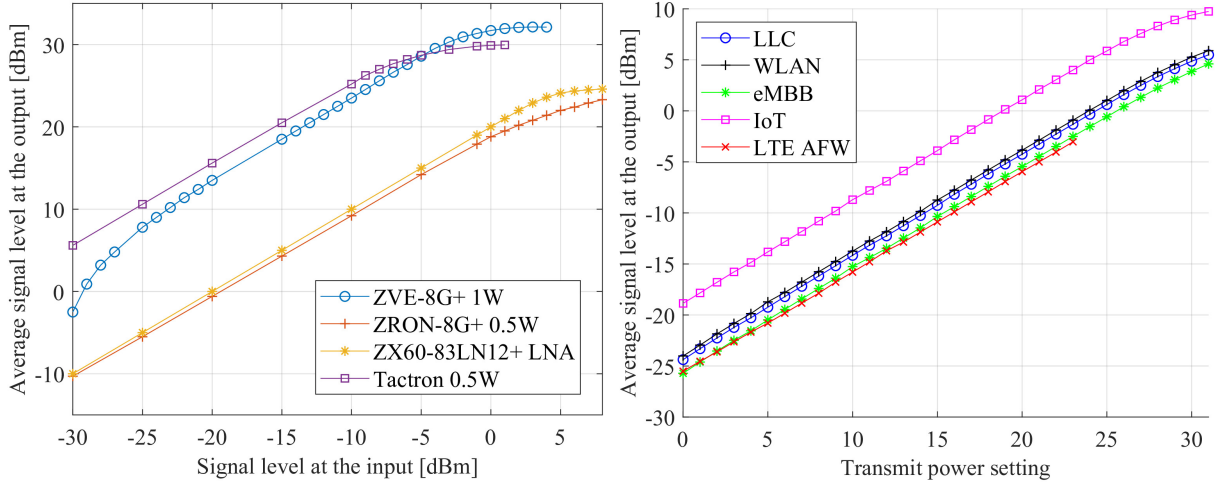 Average signal level at the output [dBm]
30
20
10
0
-10
-30
-25
-20
-15
-10
-5
0
5
Signal level at the input [dBm]
ZVE-8G+ 1W
ZRON-8G+ 0.5W
ZX60-83LN12+ LNA
Tactron 0.5W
Average signal level at the output [dBm]
10
5
0
-5
-10
-15
-20
-25
-30
0
5
10
15
20
25
30
Transmit power setting
LLC
WLAN
eMBB
IoT
LTE AFW